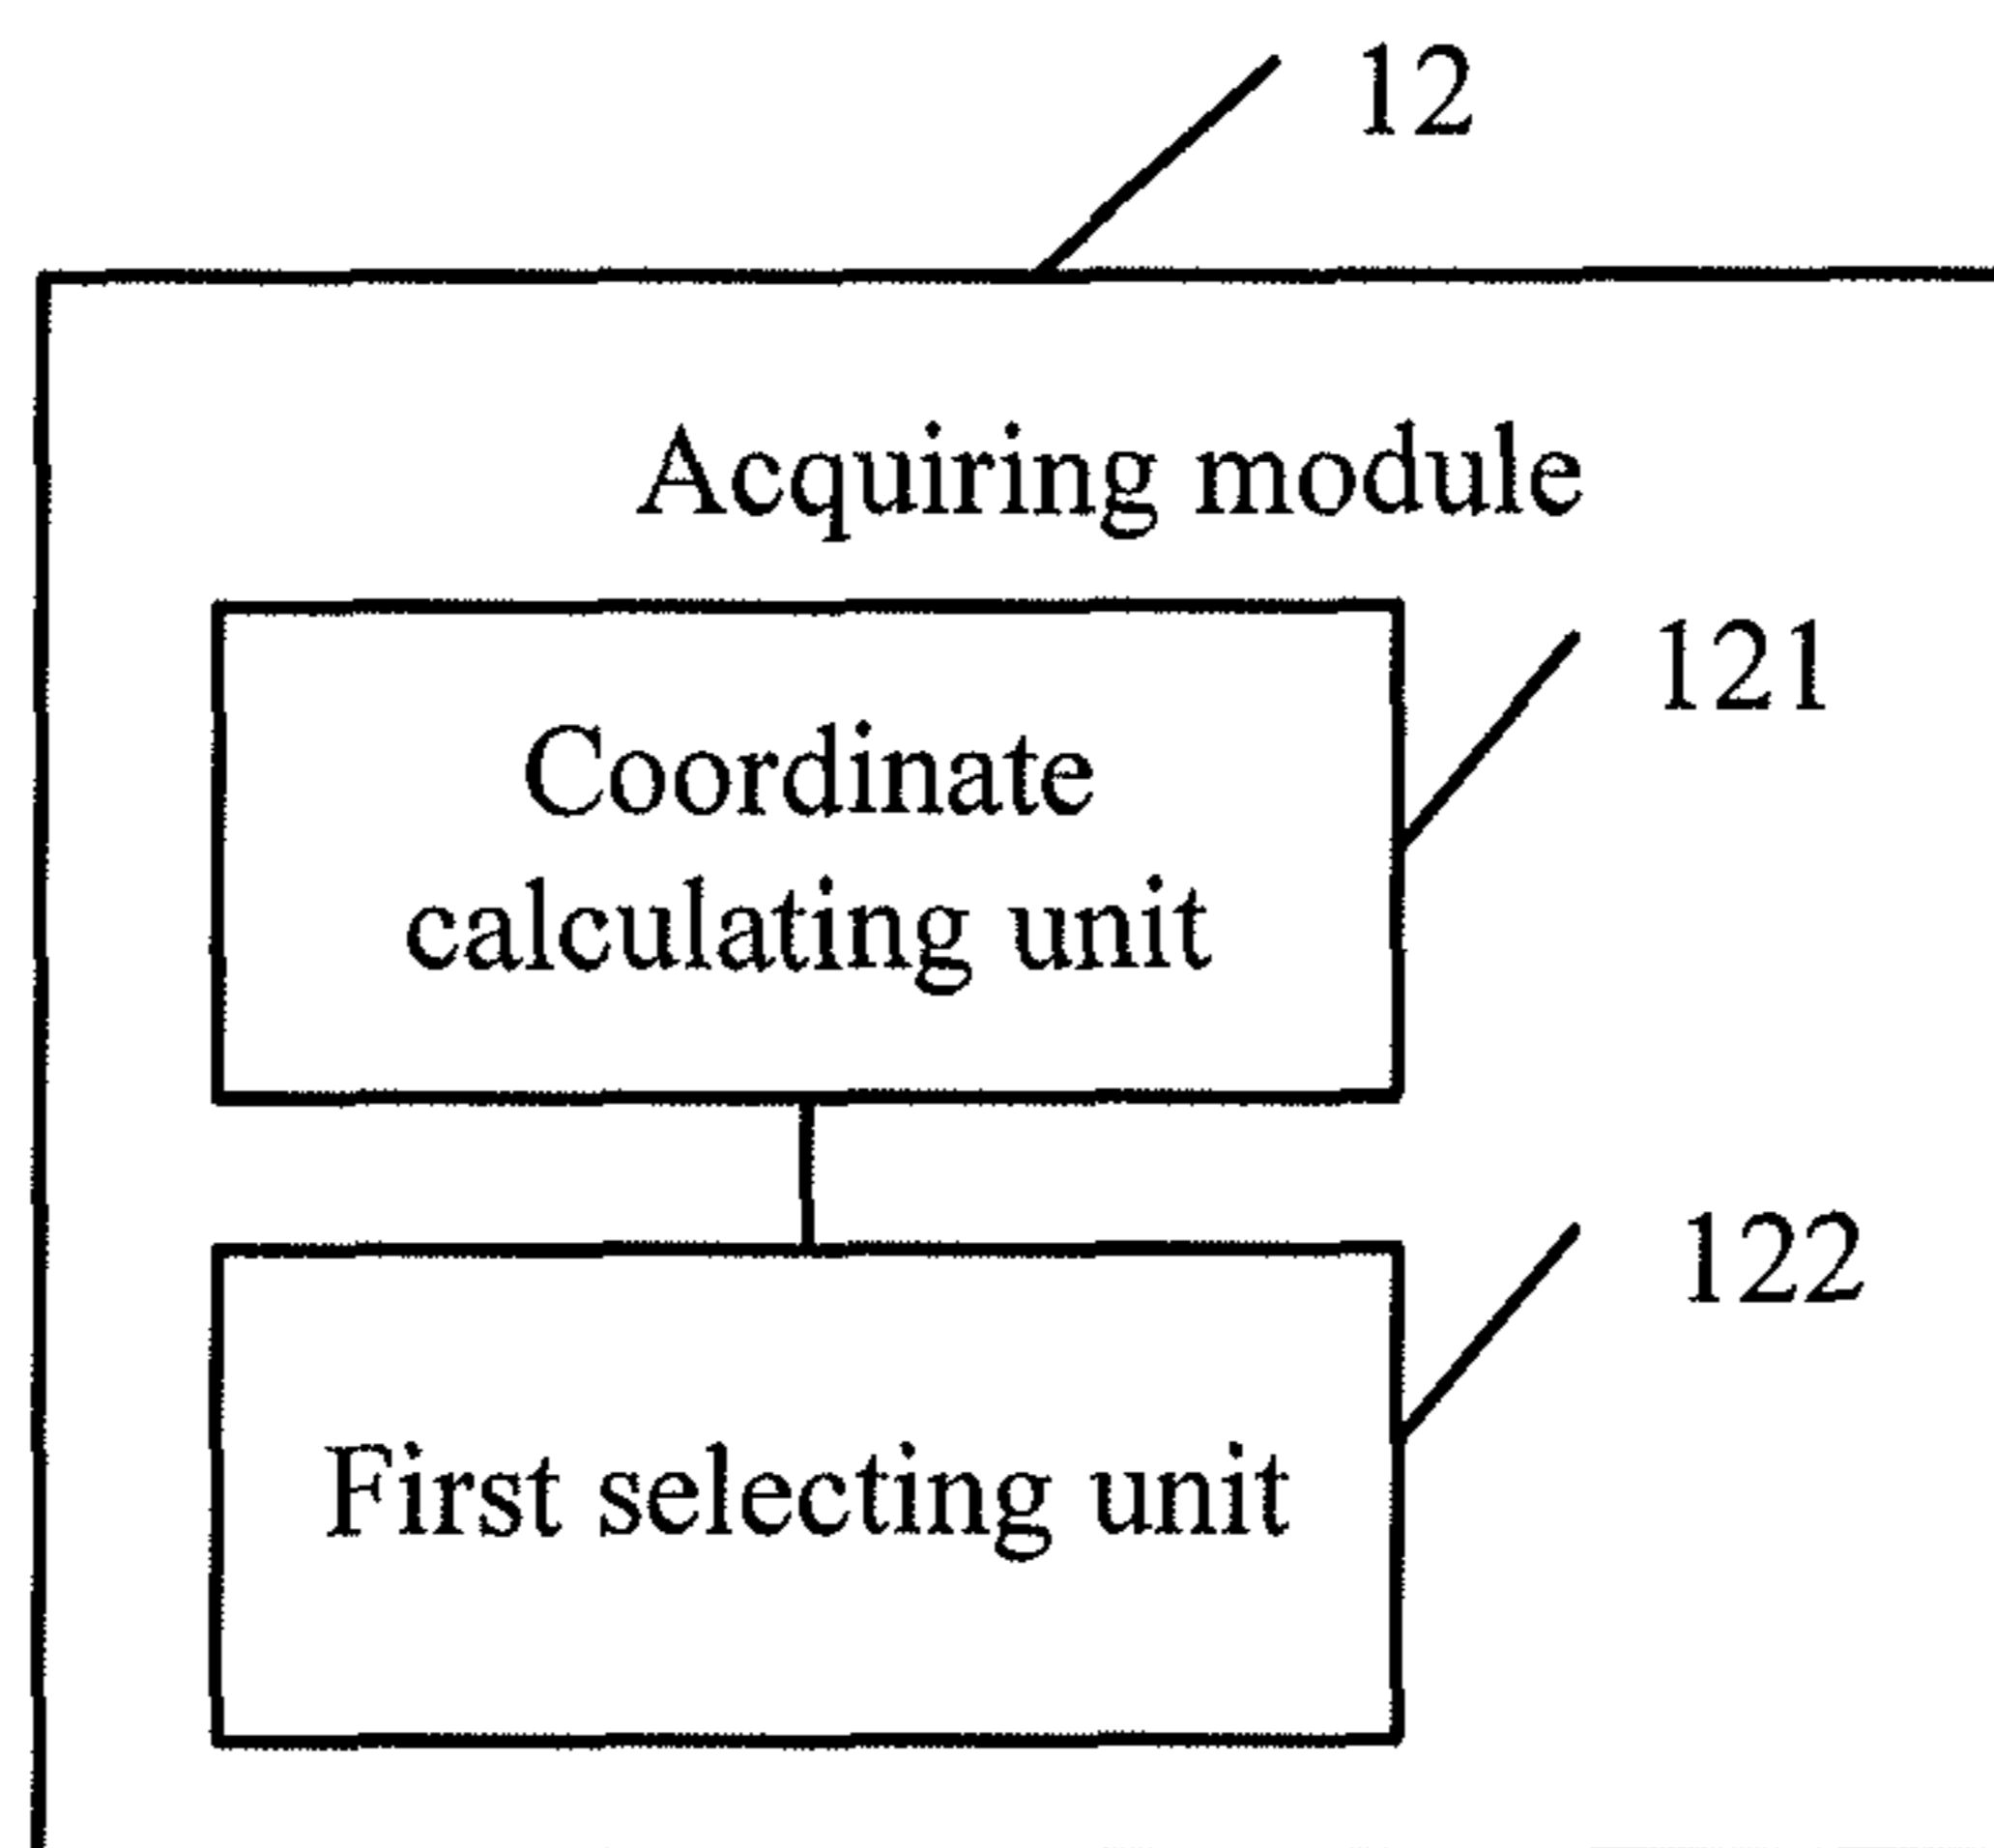 12
Acquiring module
121
Coordinate
calculating unit
122
First selecting unit